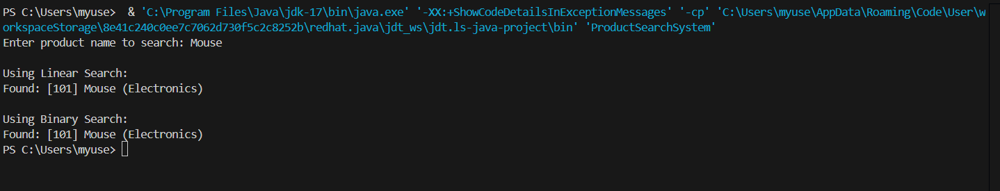 PS C:\Users\myuse>  & 'C:\Program Files\Java\jdk-17\bin\java.exe' '-XX:+ShowCodeDetailsInExceptionMessages' '-cp' 'C:\Users\myuse\AppData\Roaming\Code\User\w
orkspaceStorage\8e41c240c0ee7c7062d730f5c2c8252b\redhat.java\jdt_ws\jdt.ls-java-project\bin' 'ProductSearchSystem'
Enter product name to search: Mouse
Using Linear Search:
Found: [101] Mouse (Electronics)
Using Binary Search:
Found: [101] Mouse (Electronics)
PS C:\Users\myuse>